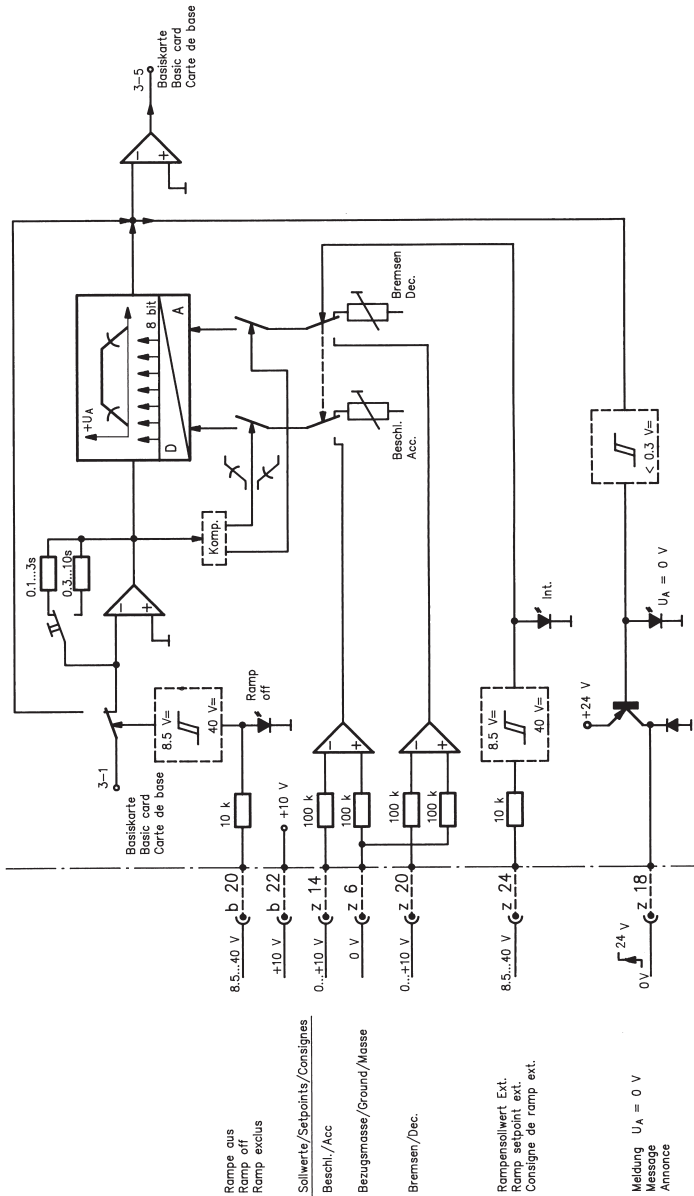 3-1
Basiskarte
Basic card
Carte de base
0.1...3s
0.3...10s
+UA
8 bit
D
A
3-5
Basiskarte
Basic card
Carte de base
-
+
-
+
Komp.
8.5 V=
40 V=
Ramp
off
Beschl.
Acc.
Bremsen
Dec.
Rampe aus
Ramp off
Ramp exclus
8.5...40 V
b 20
10 k
+10 V
b 22
+10 V
Sollwerte/Setpoints/Consignes
Beschl./Acc
0...+10 V
z 14
100 k
-
+
Bezugsmasse/Ground/Masse
0 V
z 6
100 k
Bremsen/Dec.
0...+10 V
z 20
100 k
100 k
-
+
Rampensollwert Ext.
Ramp setpoint ext.
Consigne de ramp ext.
8.5...40 V
z 24
10 k
8.5 V=
40 V=
Int.
Meldung UA = 0 V
Message
Annonce
0V
24 V
z 18
+24 V
UA = 0 V
< 0.3 V=